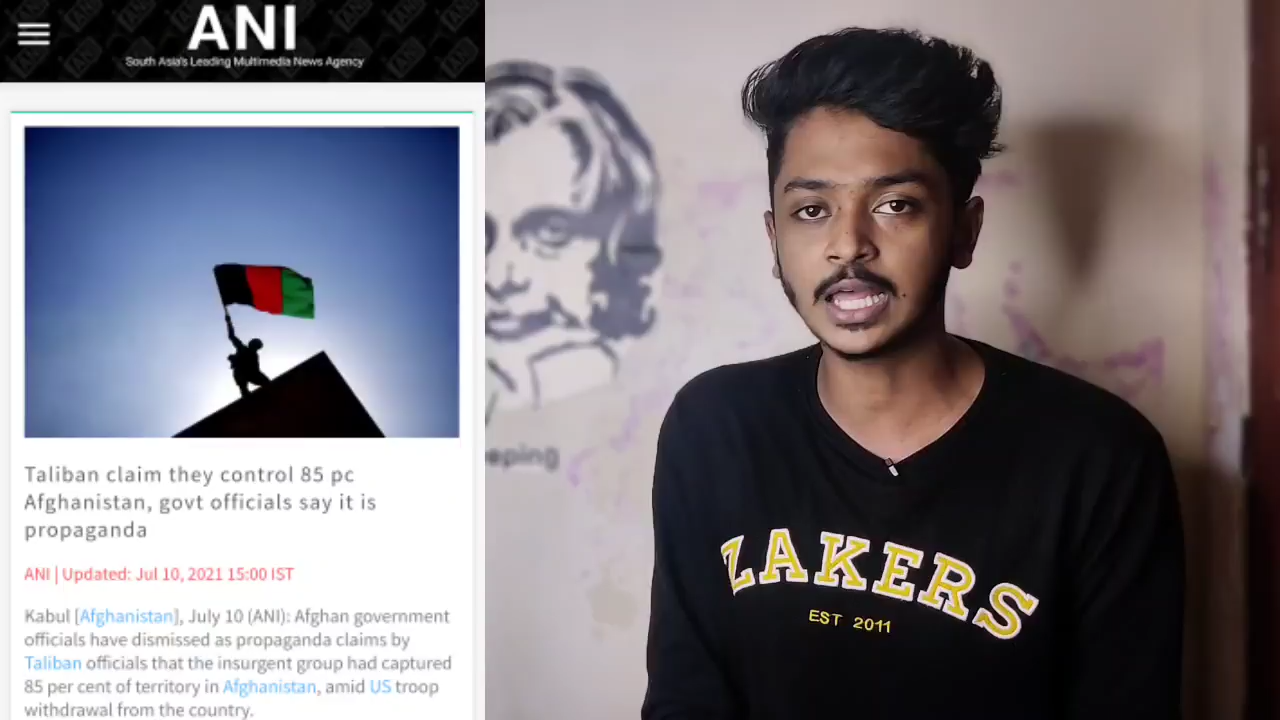 ANI
South Asia's Leading Multimedia News Agency
Taliban claim they control 85 pc
Afghanistan, govt officials say it is
propaganda
ANI | Updated: Jul 10, 2021 15:00 IST
Kabul [Afghanistan], July 10 (ANI): Afghan government
officials have dismissed as propaganda claims by
Taliban officials that the insurgent group had captured
85 per cent of territory in Afghanistan, amid US troop
withdrawal from the country.
ZAKERS
EST 2011